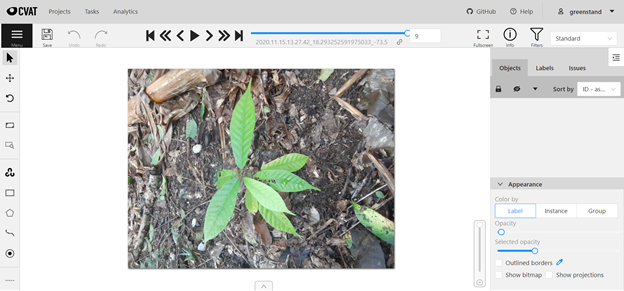 CVAT Projects Tasks Analytics GitHub Help greenstand
Menu Save Undo Redo 9 Fullscreen Info Filters Standard
2020.11.15.13.27.42_18.293252591975033_-73.5
Objects Labels Issues
Sort by ID - as...
Appearance
Color by
Label Instance Group
Opacity
Selected opacity
Outlined borders
Show bitmap Show projections